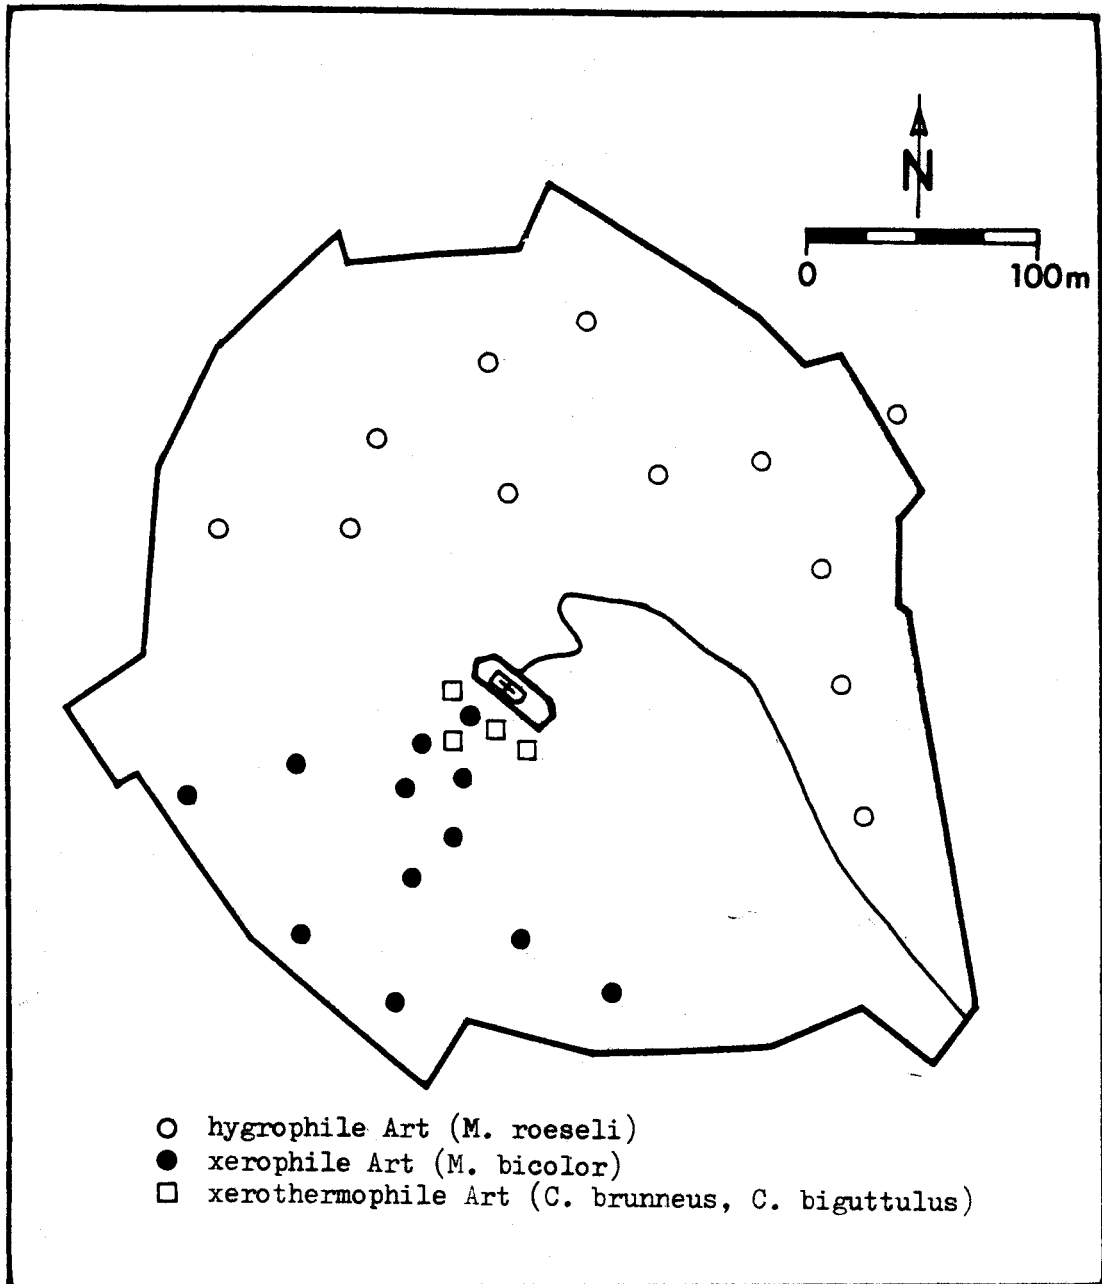 N
0 100m
hygrophile Art (M. roeseli)
xerophile Art (M. bicolor)
xerothermophile Art (C. brunneus, C. biguttulus)